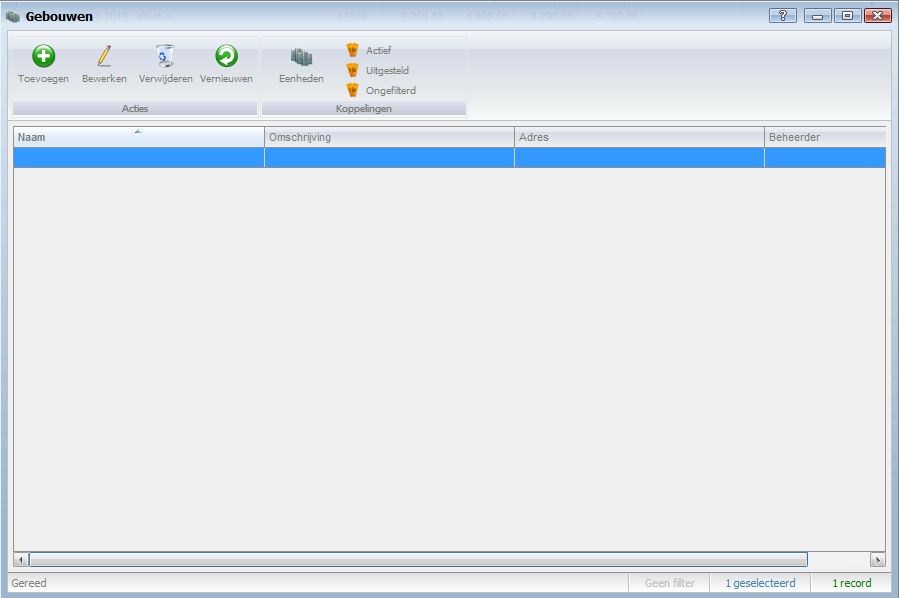 Gebouwen
Toevoegen Bewerken Verwijderen Vernieuwen
Acties
Eenheden
Actief
Uitgesteld
Ongefilterd
Koppelingen
Naam Omschrijving Adres Beheerder
Gereed Geen filter 1 geselecteerd 1 record